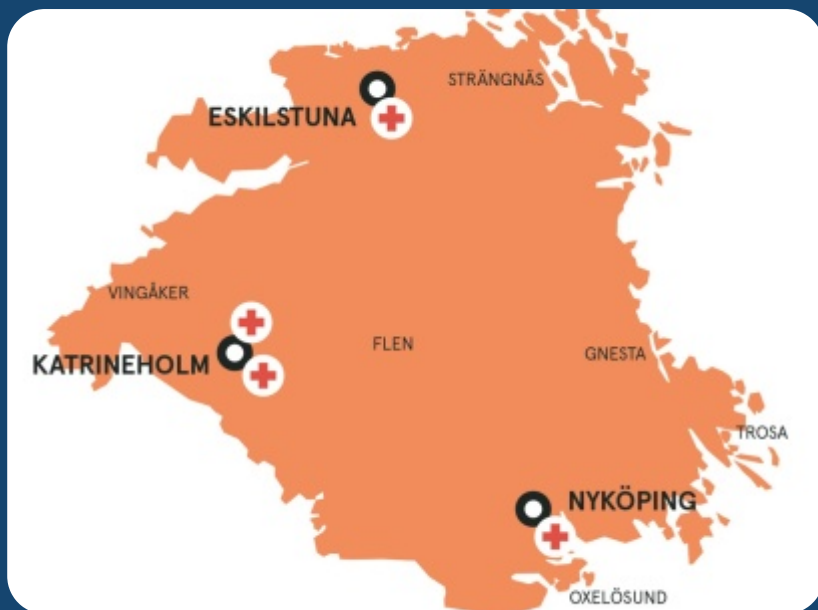 STRÄNGNÄS
ESKILSTUNA
VINGÅKER
FLEN
GNESTA
KATRINEHOLM
TROSA
NYKÖPING
OXELÖSUND